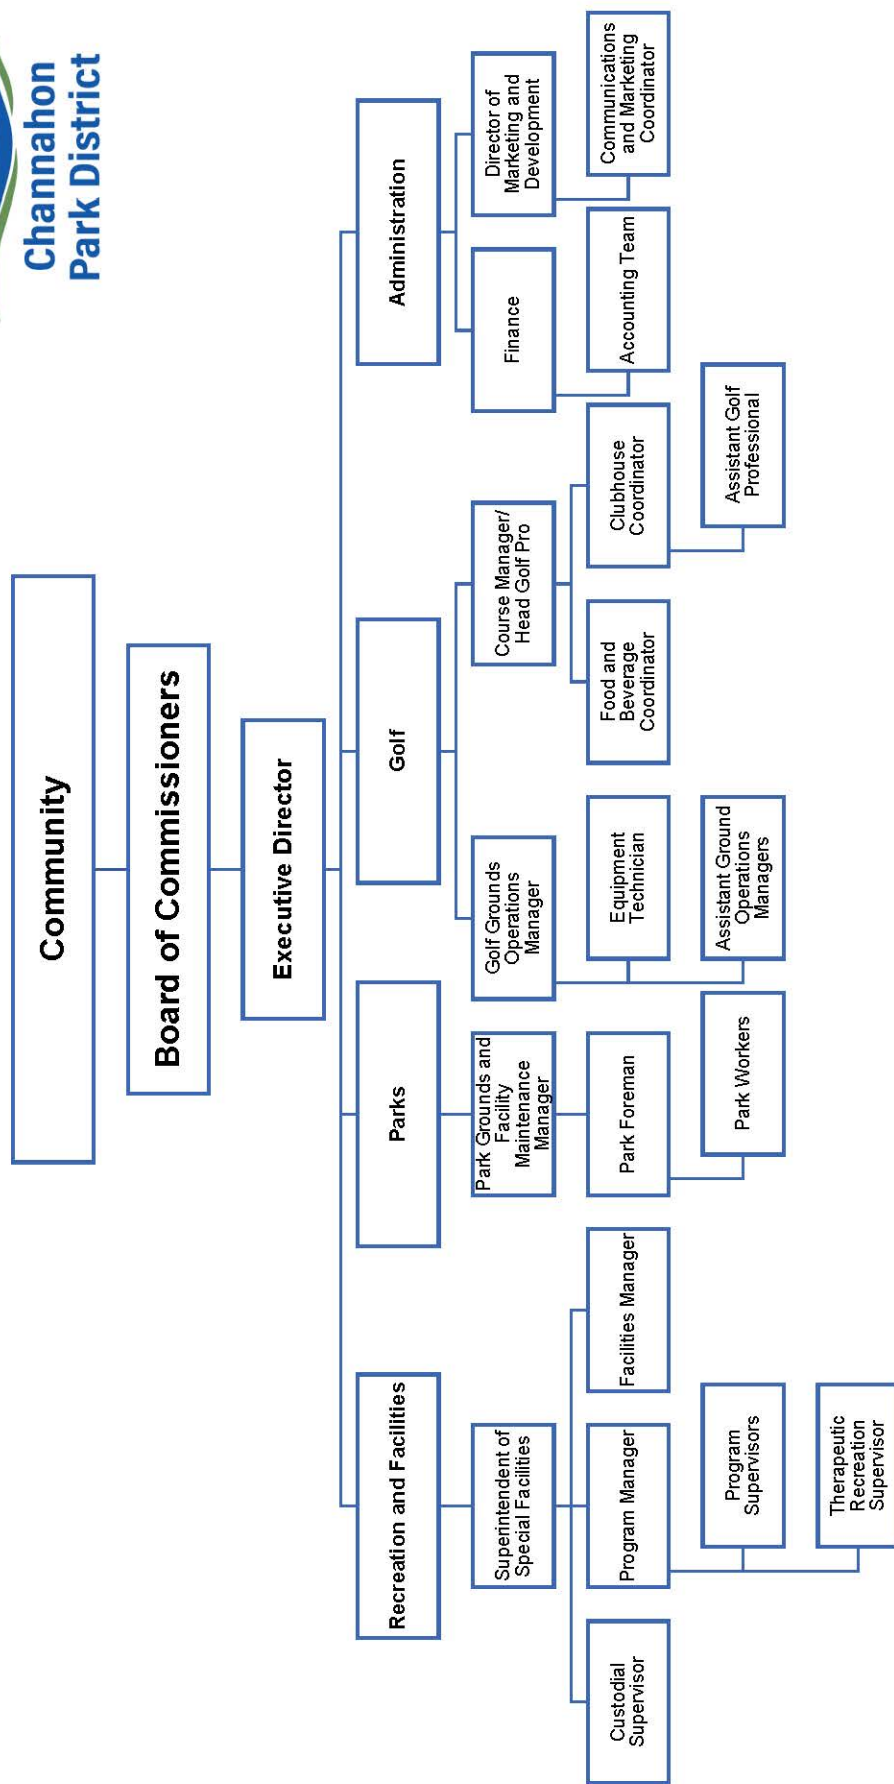 Channahon
Park District
Community
Board of Commissioners
Executive Director
Recreation and Facilities
Parks
Golf
Administration
Superintendent of
Special Facilities
Park Grounds and
Facility
Maintenance
Manager
Golf Grounds
Operations
Manager
Course Manager/
Head Golf Pro
Finance
Director of
Marketing and
Development
Custodial
Supervisor
Program Manager
Facilities Manager
Park Foreman
Equipment
Technician
Food and
Beverage
Coordinator
Clubhouse
Coordinator
Accounting Team
Communications
and Marketing
Coordinator
Program
Supervisors
Park Workers
Assistant Ground
Operations
Managers
Assistant Golf
Professional
Therapeutic
Recreation
Supervisor